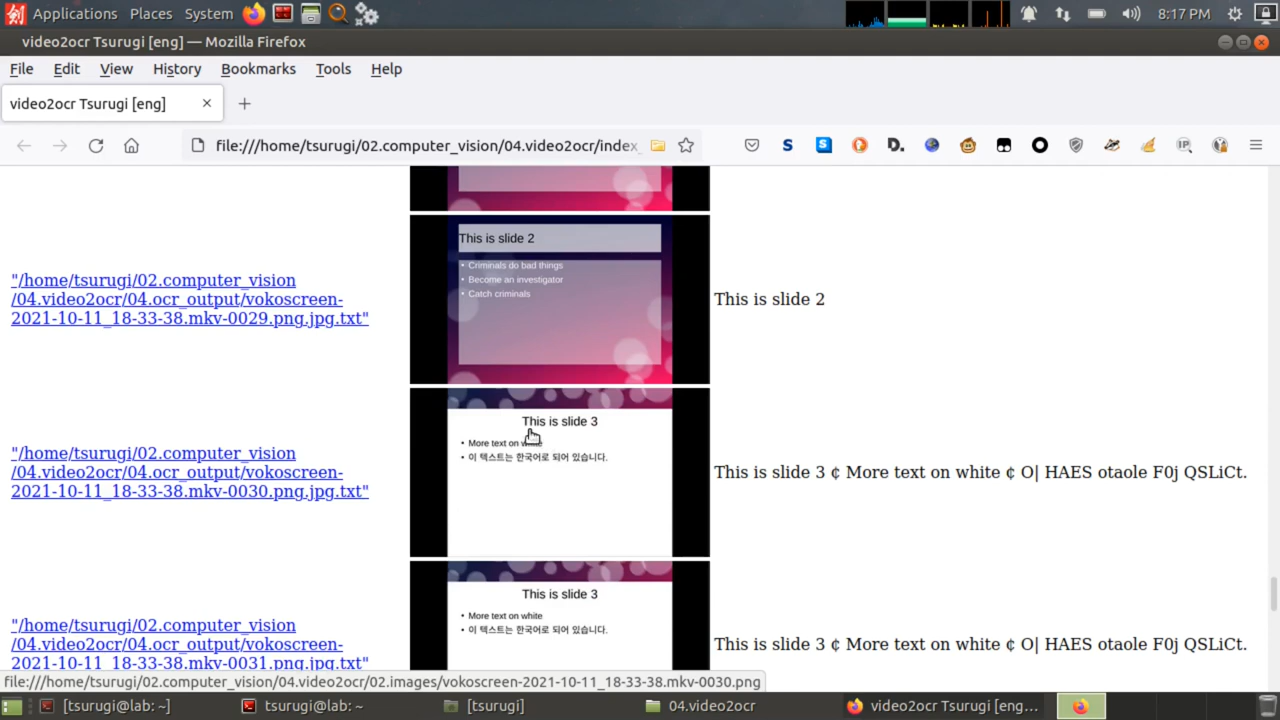 Applications Places System
8:17 PM
video2ocr Tsurugi [eng] — Mozilla Firefox
File Edit View History Bookmarks Tools Help
video2ocr Tsurugi [eng]
file:///home/tsurugi/02.computer_vision/04.video2ocr/index_
This is slide 2
• Criminals do bad things
• Become an investigator
• Catch criminals
"/home/tsurugi/02.computer_vision
/04.video2ocr/04.ocr_output/vokoscreen-
2021-10-11_18-33-38.mkv-0029.png.jpg.txt"
This is slide 2
This is slide 3
• More text on white
• 이 텍스트는 한국어로 되어 있습니다.
"/home/tsurugi/02.computer_vision
/04.video2ocr/04.ocr_output/vokoscreen-
2021-10-11_18-33-38.mkv-0030.png.jpg.txt"
This is slide 3 ¢ More text on white ¢ O| HAES otaole F0j QSLiCt.
This is slide 3
• More text on white
• 이 텍스트는 한국어로 되어 있습니다.
"/home/tsurugi/02.computer_vision
/04.video2ocr/04.ocr_output/vokoscreen-
2021-10-11_18-33-38.mkv-0031.png.jpg.txt"
This is slide 3 ¢ More text on white ¢ O| HAES otaole F0j QSLiCt.
file:///home/tsurugi/02.computer_vision/04.video2ocr/02.images/vokoscreen-2021-10-11_18-33-38.mkv-0030.png
[tsurugi@lab: ~] tsurugi@lab: ~ [tsurugi] 04.video2ocr video2ocr Tsurugi [eng...